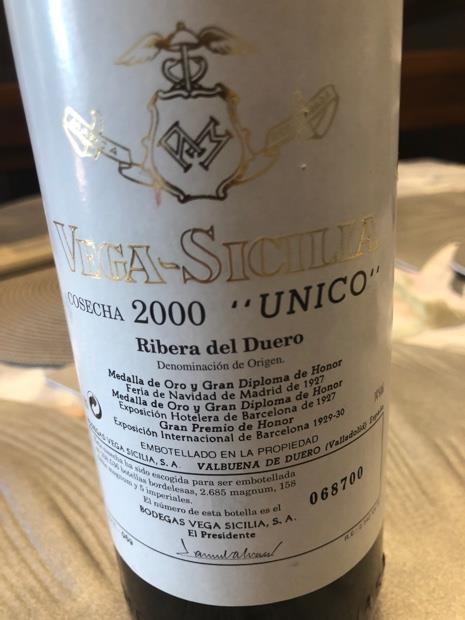 VEGA-SICILIA
COSECHA 2000 "UNICO"
Ribera del Duero
Denominación de Origen.
Medalla de Oro y Gran Diploma de Honor
Feria de Navidad de Madrid de 1927
Medalla de Oro y Gran Diploma de Honor
Exposición Hotelera de Barcelona de 1927
Gran Premio de Honor
Exposición Internacional de Barcelona 1929-30
EMBOTELLADO EN LA PROPIEDAD
BODEGAS VEGA SICILIA, S. A. VALBUENA DE DUERO (Valladolid) España
cosecha ha sido escogida para ser embotellada
botellas bordelesas, 2.685 magnum, 158
magnum y 5 imperiales.
El número de esta botella es el 068700
BODEGAS VEGA SICILIA, S. A.
El Presidente